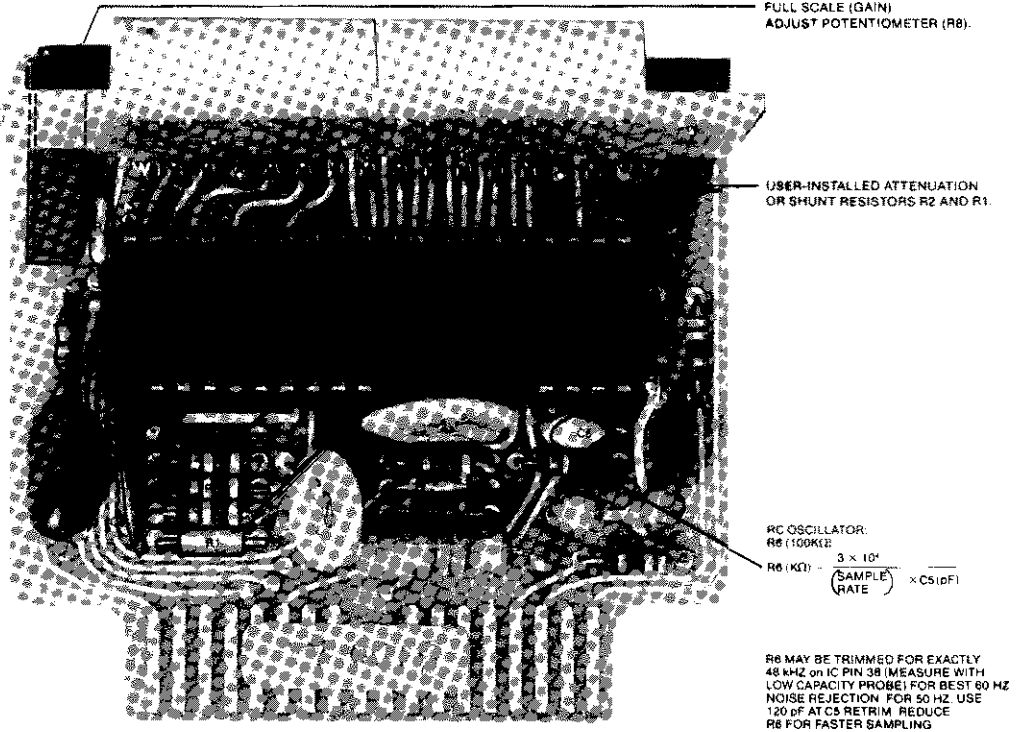 FULL SCALE (GAIN)
ADJUST POTENTIOMETER (R8).
USER-INSTALLED ATTENUATION
OR SHUNT RESISTORS R2 AND R1.
RC OSCILLATOR:
R6 (100KΩ)
R6 (KΩ)
3 × 10⁴
(SAMPLE RATE) × C5(pF)
R6 MAY BE TRIMMED FOR EXACTLY
48 kHZ on IC PIN 38 (MEASURE WITH
LOW CAPACITY PROBE) FOR BEST 60 HZ
NOISE REJECTION. FOR 50 HZ, USE
120 pF AT C5 RETRIM. REDUCE
R6 FOR FASTER SAMPLING